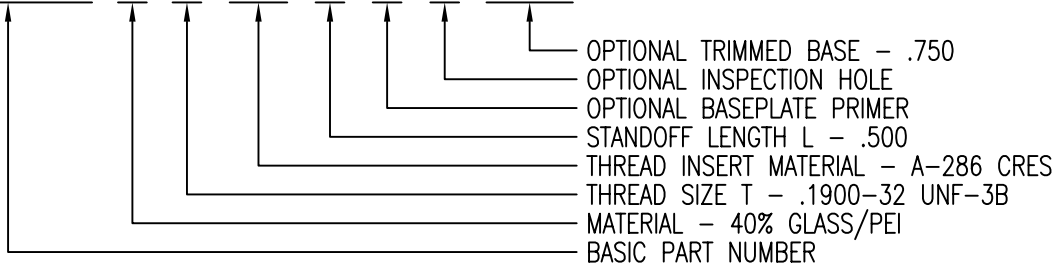 OPTIONAL TRIMMED BASE – .750
OPTIONAL INSPECTION HOLE
OPTIONAL BASEPLATE PRIMER
STANDOFF LENGTH L – .500
THREAD INSERT MATERIAL – A–286 CRES
THREAD SIZE T – .1900–32 UNF–3B
MATERIAL – 40% GLASS/PEI
BASIC PART NUMBER